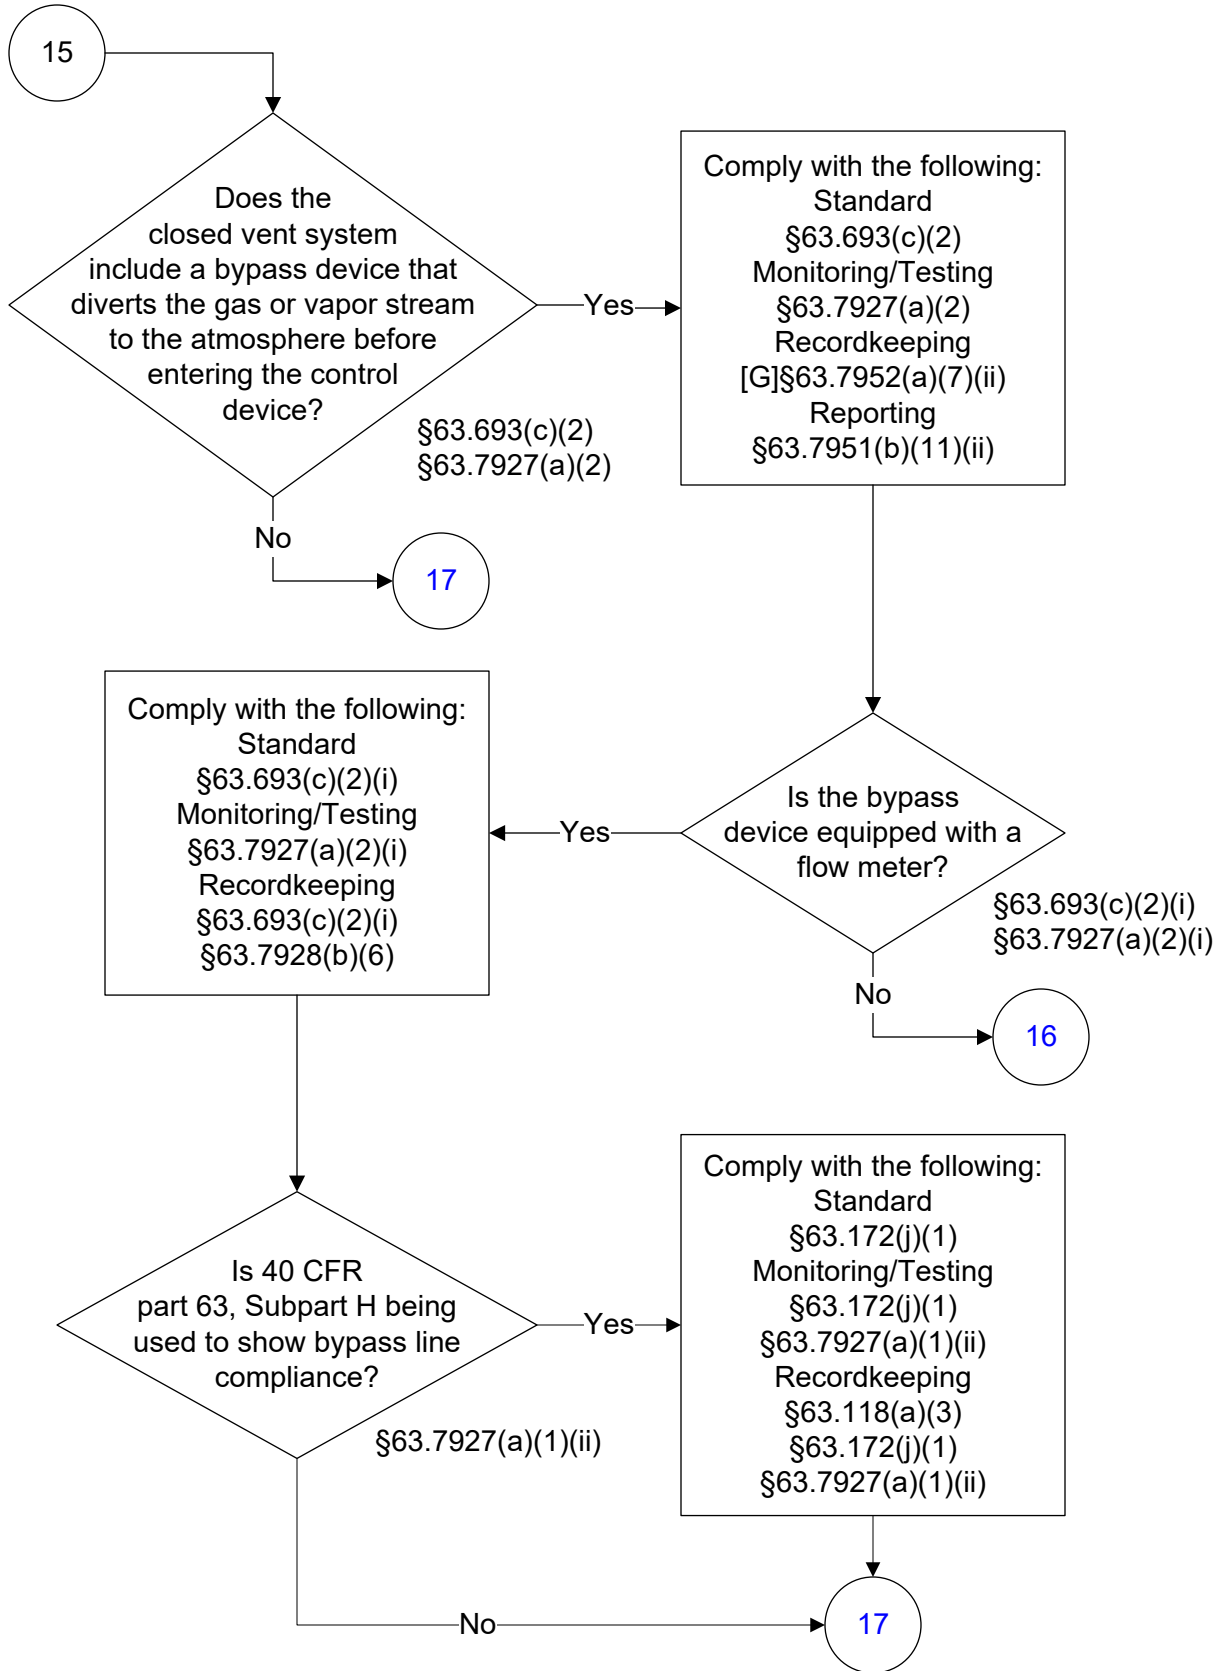 15
Does the
closed vent system
include a bypass device that
diverts the gas or vapor stream
to the atmosphere before
entering the control
device?
§63.693(c)(2)
§63.7927(a)(2)
Yes
Comply with the following:
Standard
§63.693(c)(2)
Monitoring/Testing
§63.7927(a)(2)
Recordkeeping
[G]§63.7952(a)(7)(ii)
Reporting
§63.7951(b)(11)(ii)
No
17
Is the bypass
device equipped with a
flow meter?
§63.693(c)(2)(i)
§63.7927(a)(2)(i)
Yes
Comply with the following:
Standard
§63.693(c)(2)(i)
Monitoring/Testing
§63.7927(a)(2)(i)
Recordkeeping
§63.693(c)(2)(i)
§63.7928(b)(6)
No
16
Is 40 CFR
part 63, Subpart H being
used to show bypass line
compliance?
§63.7927(a)(1)(ii)
Yes
Comply with the following:
Standard
§63.172(j)(1)
Monitoring/Testing
§63.172(j)(1)
§63.7927(a)(1)(ii)
Recordkeeping
§63.118(a)(3)
§63.172(j)(1)
§63.7927(a)(1)(ii)
No
17